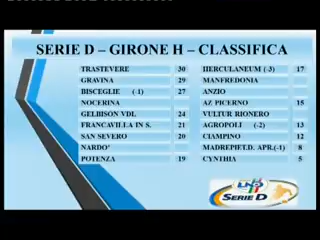 SERIE D – GIRONE H – CLASSIFICA
TRASTEVERE 30
GRAVINA 29
BISCEGLIE (-1) 27
NOCERINA
GELBISON VDL 24
FRANCAVILLA IN S. 21
SAN SEVERO 20
NARDO'
POTENZA 19
HERCULANEUM (-3) 17
MANFREDONIA
ANZIO
AZ PICERNO 15
VULTUR RIONERO
AGROPOLI (-2) 13
CIAMPINO 12
MADREPIET.D. APR.(-1) 8
CYNTHIA 5
LND
SERIE D